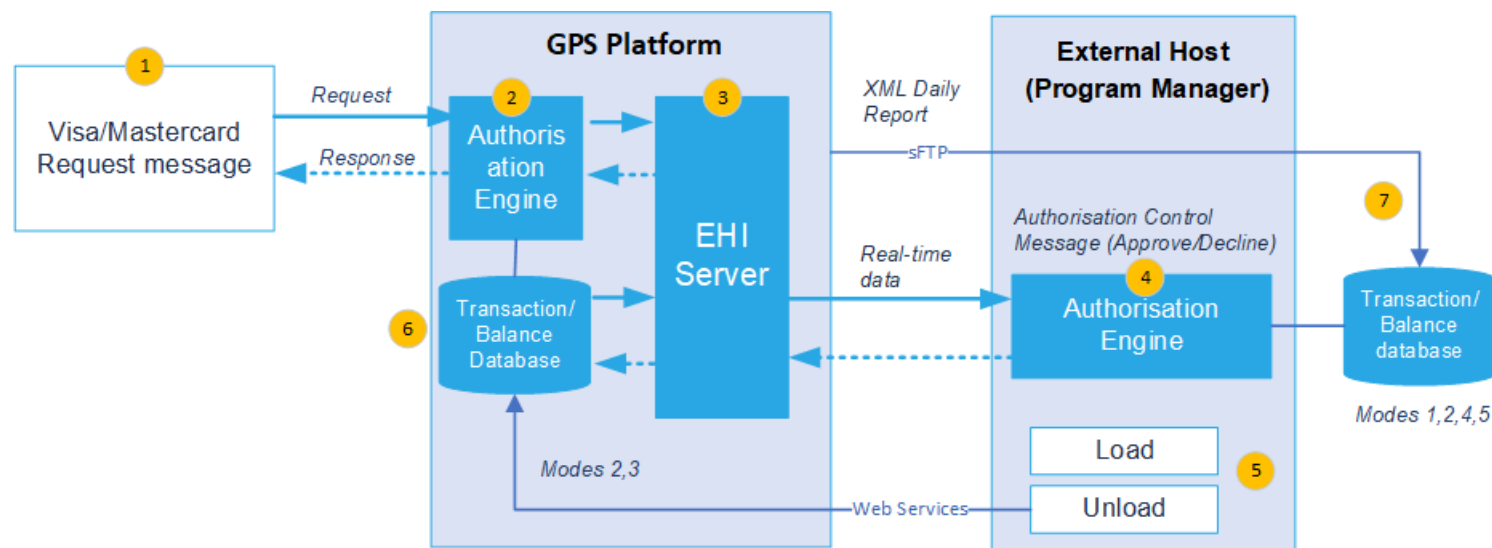 1
Visa/Mastercard
Request message
Request
Response
GPS Platform
2
Authoris
ation
Engine
3
EHI
Server
6
Transaction/
Balance
Database
Modes 2,3
XML Daily
Report
sFTP
Real-time
data
Web Services
External Host
(Program Manager)
Authorisation Control
Message (Approve/Decline)
4
Authorisation
Engine
Load
5
Unload
7
Transaction/
Balance
database
Modes 1,2,4,5